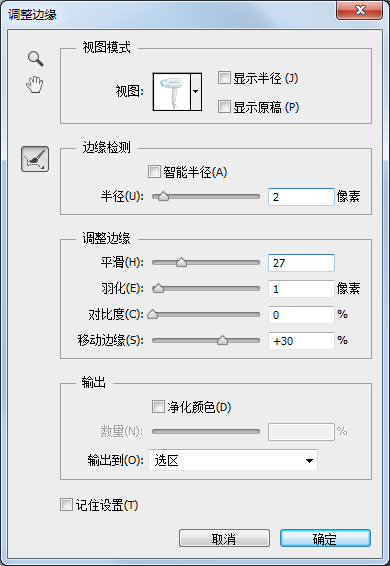 调整边缘
视图模式
视图:
显示半径 (J)
显示原稿 (P)
边缘检测
智能半径(A)
半径(U): 2 像素
调整边缘
平滑(H): 27
羽化(E): 1 像素
对比度(C): 0 %
移动边缘(S): +30 %
输出
净化颜色(D)
数量(N): %
输出到(O): 选区
记住设置(T)
取消 确定